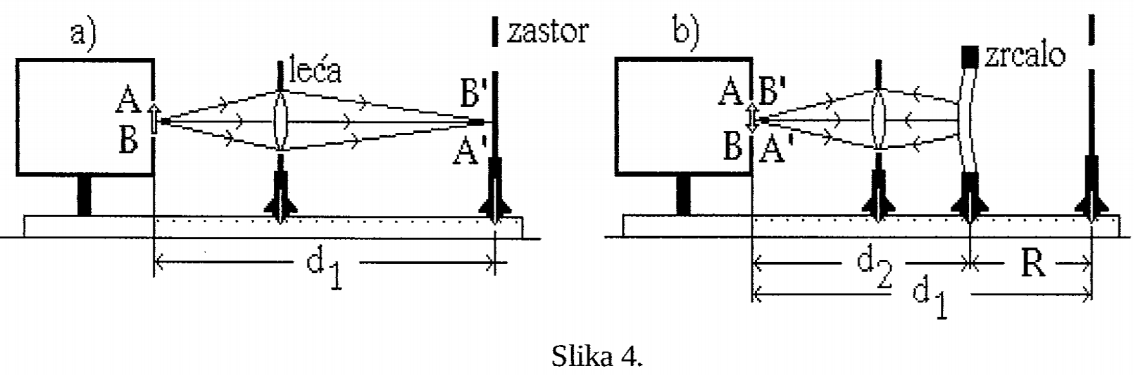 a)
zastor
leća
A
B
B'
A'
d1
b)
zrcalo
A B'
B A'
d2
R
d1
Slika 4.